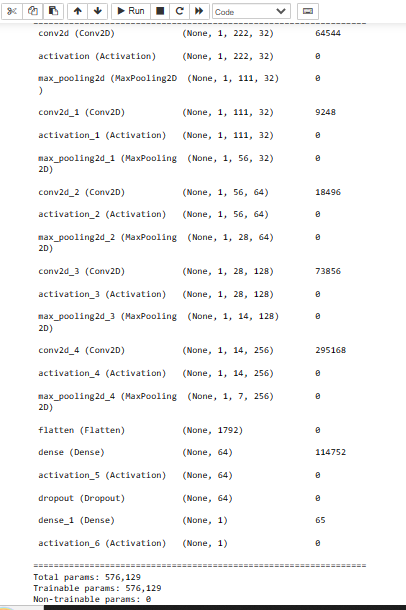 Run Code
conv2d (Conv2D) (None, 1, 222, 32) 64544
activation (Activation) (None, 1, 222, 32) 0
max_pooling2d (MaxPooling2D (None, 1, 111, 32) 0
)
conv2d_1 (Conv2D) (None, 1, 111, 32) 9248
activation_1 (Activation) (None, 1, 111, 32) 0
max_pooling2d_1 (MaxPooling (None, 1, 56, 32) 0
2D)
conv2d_2 (Conv2D) (None, 1, 56, 64) 18496
activation_2 (Activation) (None, 1, 56, 64) 0
max_pooling2d_2 (MaxPooling (None, 1, 28, 64) 0
2D)
conv2d_3 (Conv2D) (None, 1, 28, 128) 73856
activation_3 (Activation) (None, 1, 28, 128) 0
max_pooling2d_3 (MaxPooling (None, 1, 14, 128) 0
2D)
conv2d_4 (Conv2D) (None, 1, 14, 256) 295168
activation_4 (Activation) (None, 1, 14, 256) 0
max_pooling2d_4 (MaxPooling (None, 1, 7, 256) 0
2D)
flatten (Flatten) (None, 1792) 0
dense (Dense) (None, 64) 114752
activation_5 (Activation) (None, 64) 0
dropout (Dropout) (None, 64) 0
dense_1 (Dense) (None, 1) 65
activation_6 (Activation) (None, 1) 0
=================================================================
Total params: 576,129
Trainable params: 576,129
Non-trainable params: 0